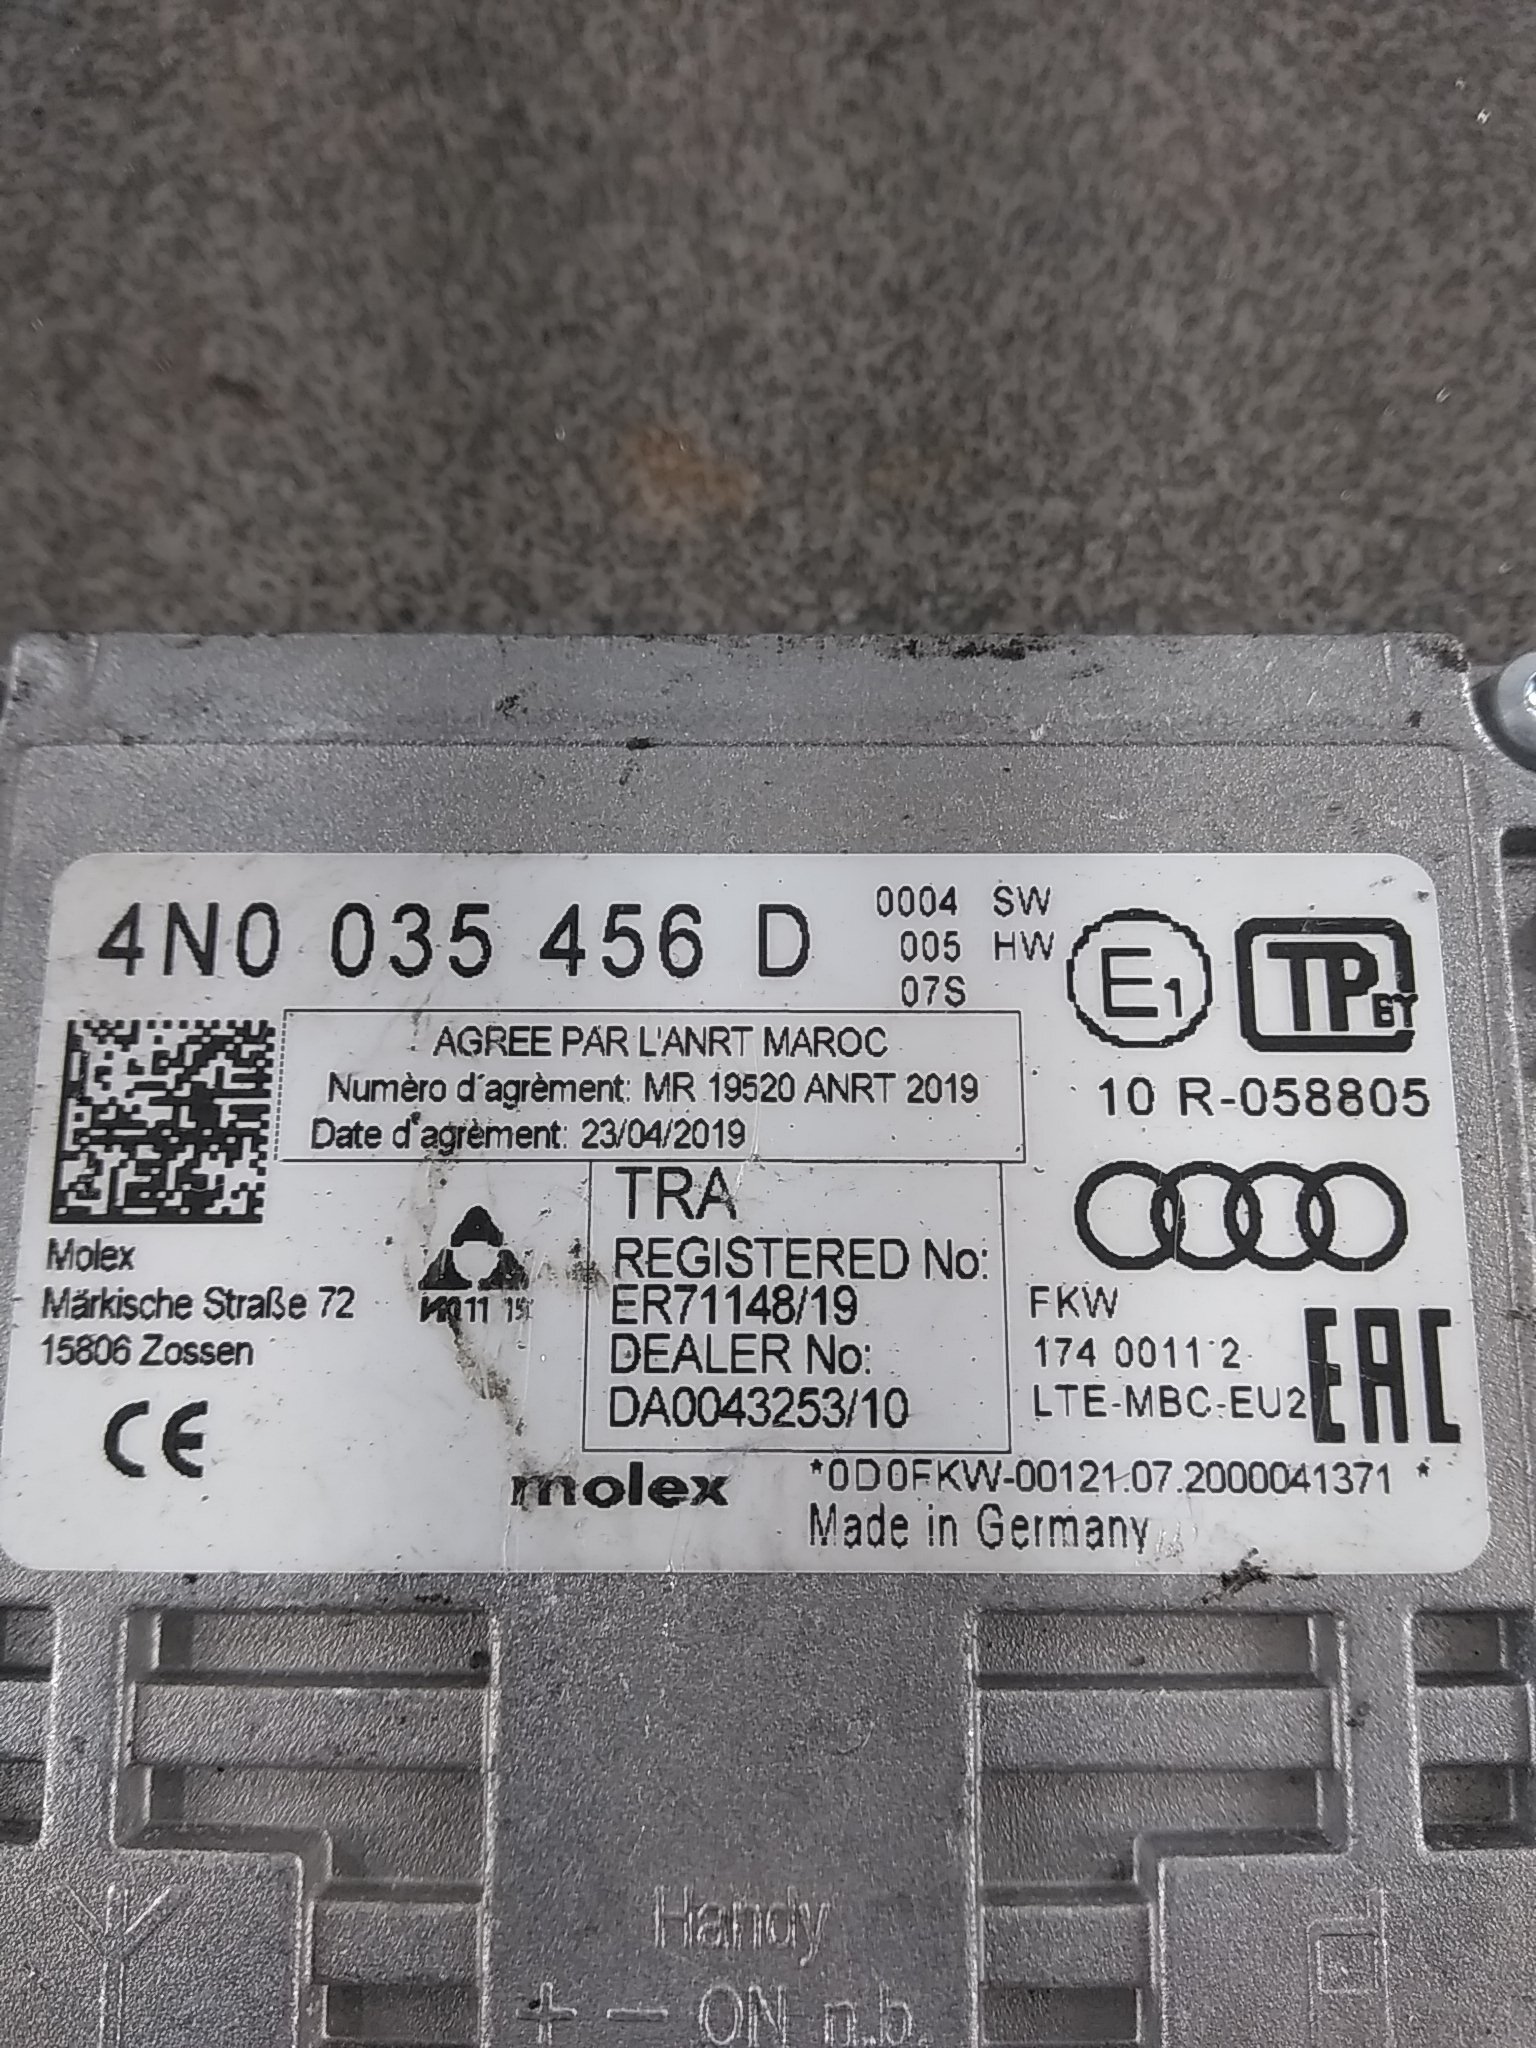 4N0 035 456 D
0004 SW
005 HW
07S
E1
TP
BY
10 R-058805
AGREE PAR L'ANRT MAROC
Numèro d'agrèment: MR 19520 ANRT 2019
Date d'agrèment: 23/04/2019
Molex
Märkische Straße 72
15806 Zossen
CE
TRA
REGISTERED No:
ER71148/19
DEALER No:
DA0043253/10
FKW
174 0011 2
LTE-MBC-EU2
EAC
molex
*0D0FKW-00121.07.2000041371 *
Made in Germany
Handy
+ − ON n.b.